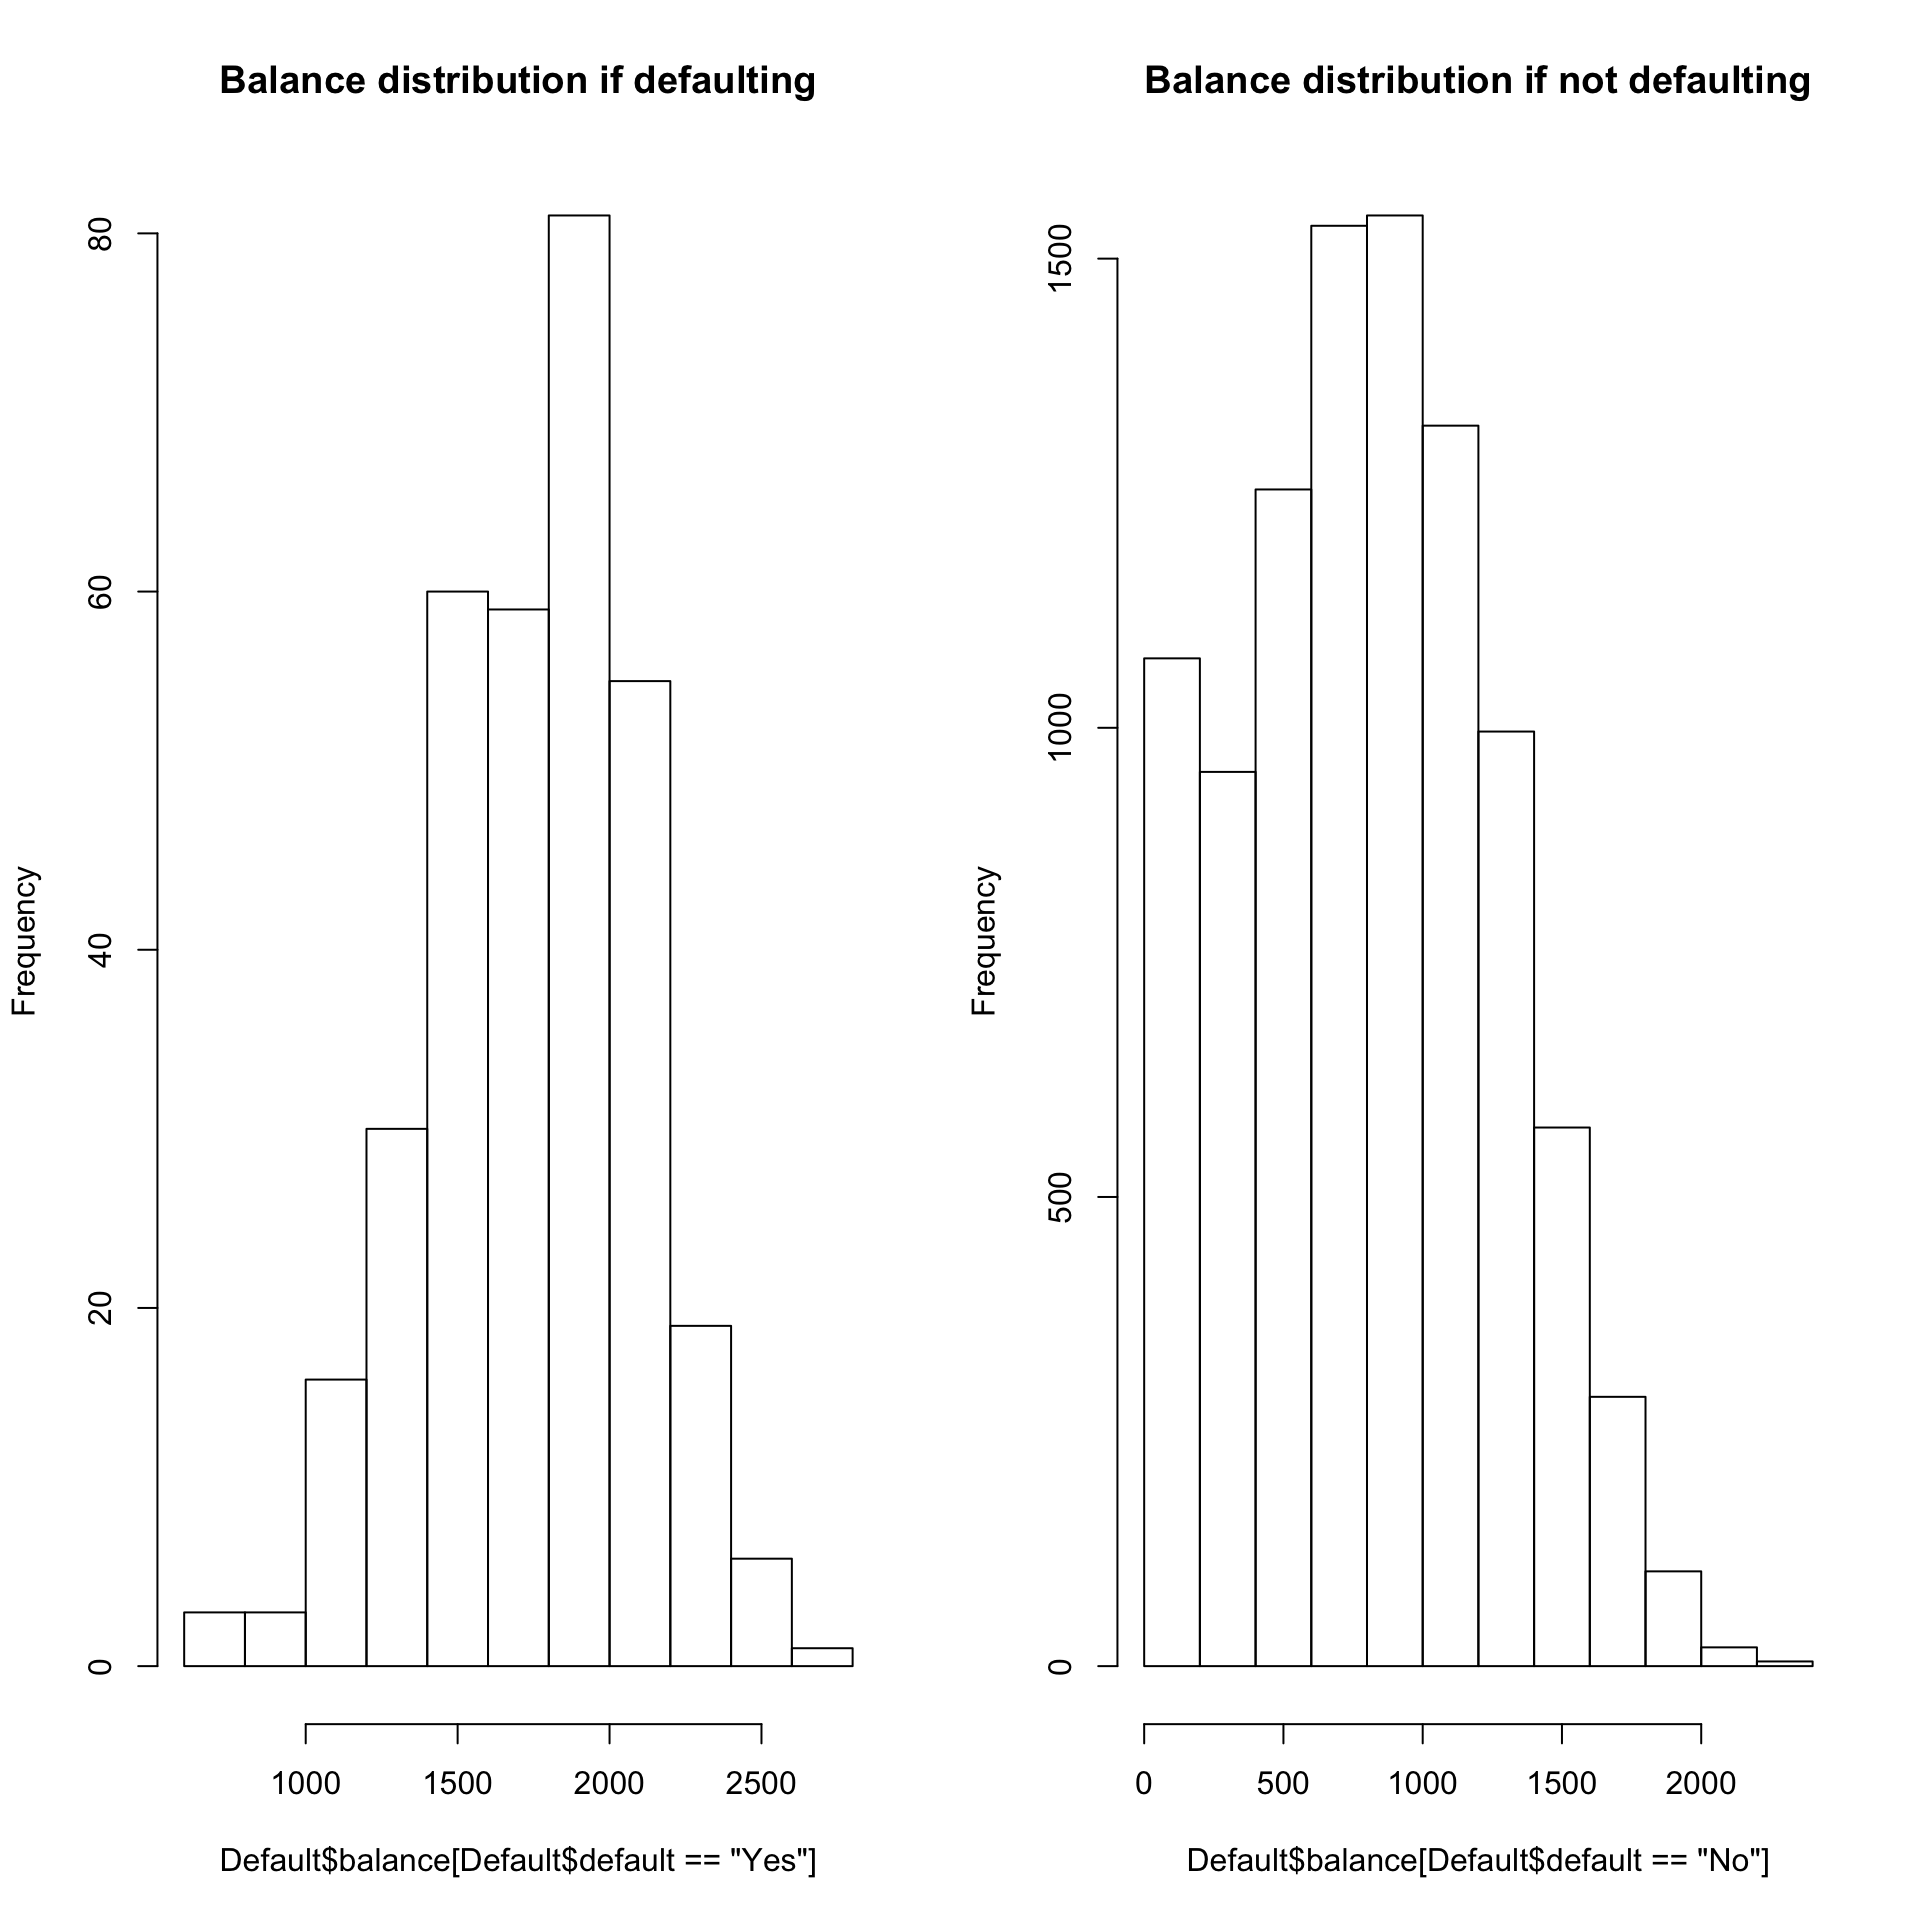 Balance distribution if defaulting
Frequency
80
60
40
20
0
1000 1500 2000 2500
Default$balance[Default$default == "Yes"]
Balance distribution if not defaulting
Frequency
1500
1000
500
0
0 500 1000 1500 2000
Default$balance[Default$default == "No"]